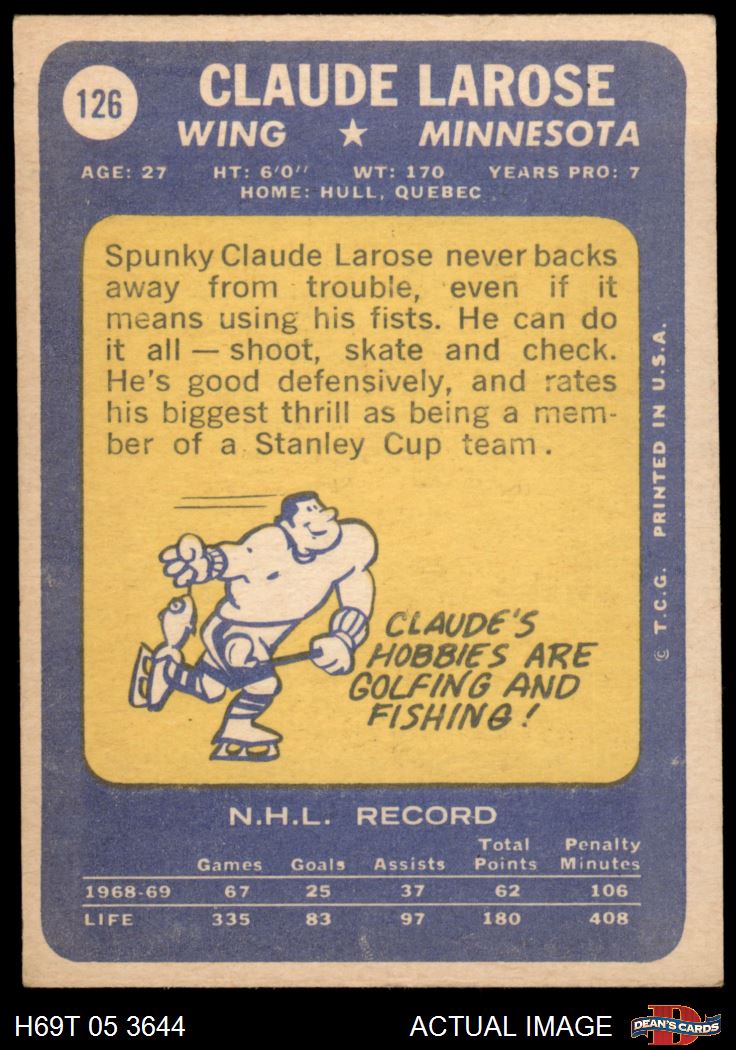 126
CLAUDE LAROSE
WING ★ MINNESOTA
AGE: 27 HT: 6'0" WT: 170 YEARS PRO: 7
HOME: HULL, QUEBEC
Spunky Claude Larose never backs
away from trouble, even if it
means using his fists. He can do
it all — shoot, skate and check.
He's good defensively, and rates
his biggest thrill as being a mem-
ber of a Stanley Cup team.
CLAUDE'S
HOBBIES ARE
GOLFING AND
FISHING!
© T.C.G. PRINTED IN U.S.A.
N.H.L. RECORD
Games Goals Assists Total Points Penalty Minutes
1968-69 67 25 37 62 106
LIFE 335 83 97 180 408
H69T 05 3644 ACTUAL IMAGE DEAN'S CARDS